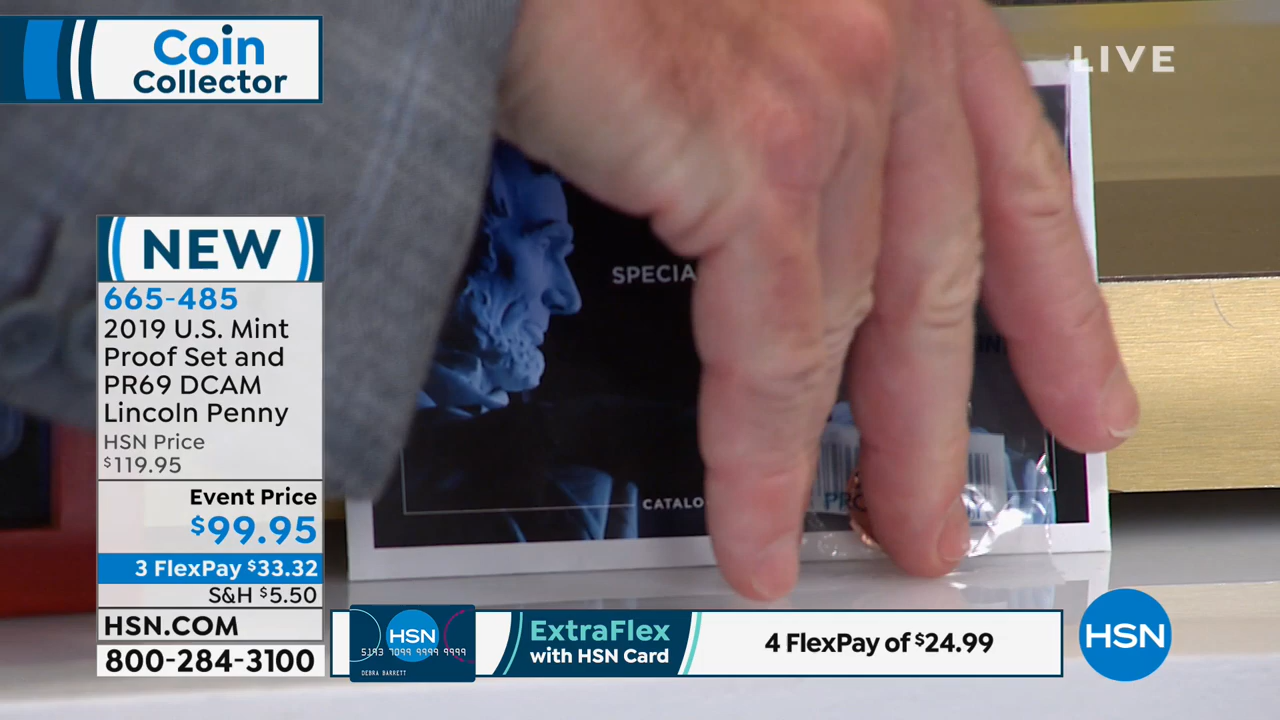 Coin
Collector
LIVE
NEW
665-485
2019 U.S. Mint
Proof Set and
PR69 DCAM
Lincoln Penny
HSN Price
$119.95
Event Price
$99.95
3 FlexPay $33.32
S&H $5.50
HSN.COM
800-284-3100
SPECIA
CATALO
PRO
HSN
5193 7099 9999 9999
DEBRA BARRETT
ExtraFlex
with HSN Card
4 FlexPay of $24.99
HSN